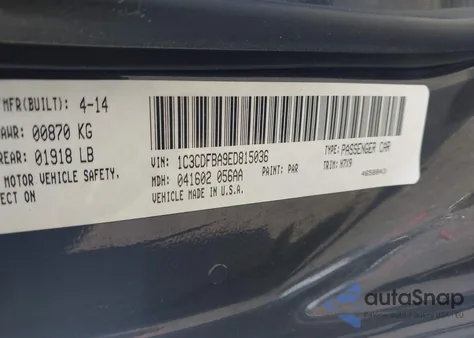 MFR(BUILT): 4-14
GAWR: 00870 KG
REAR: 01918 LB
MOTOR VEHICLE SAFETY.
ECT ON
VIN: 1C3CDFBA9ED815036
TYPE: PASSENGER CAR
MDH: 041602 056AA
PAINT: PAR
TRIM: H7X9
VEHICLE MADE IN U.S.A.
autoSnap